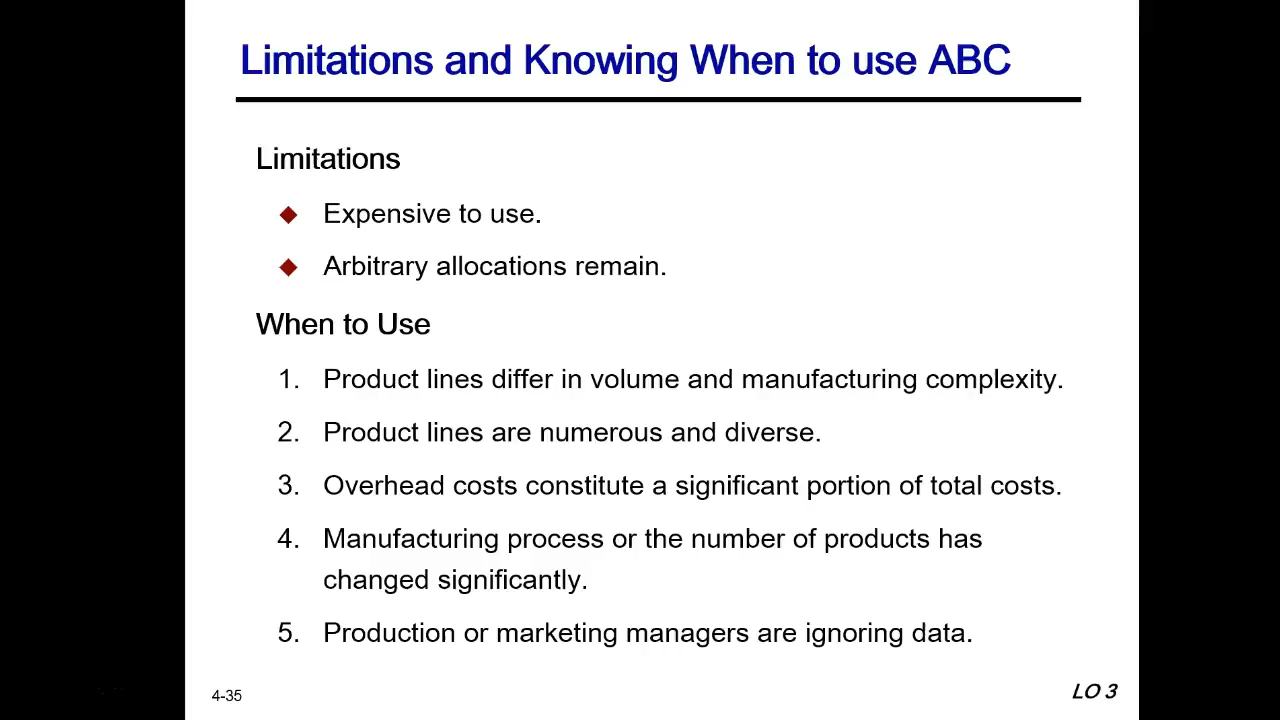 Limitations and Knowing When to use ABC
Limitations
Expensive to use.
Arbitrary allocations remain.
When to Use
1. Product lines differ in volume and manufacturing complexity.
2. Product lines are numerous and diverse.
3. Overhead costs constitute a significant portion of total costs.
4. Manufacturing process or the number of products has
changed significantly.
5. Production or marketing managers are ignoring data.
4-35
LO 3